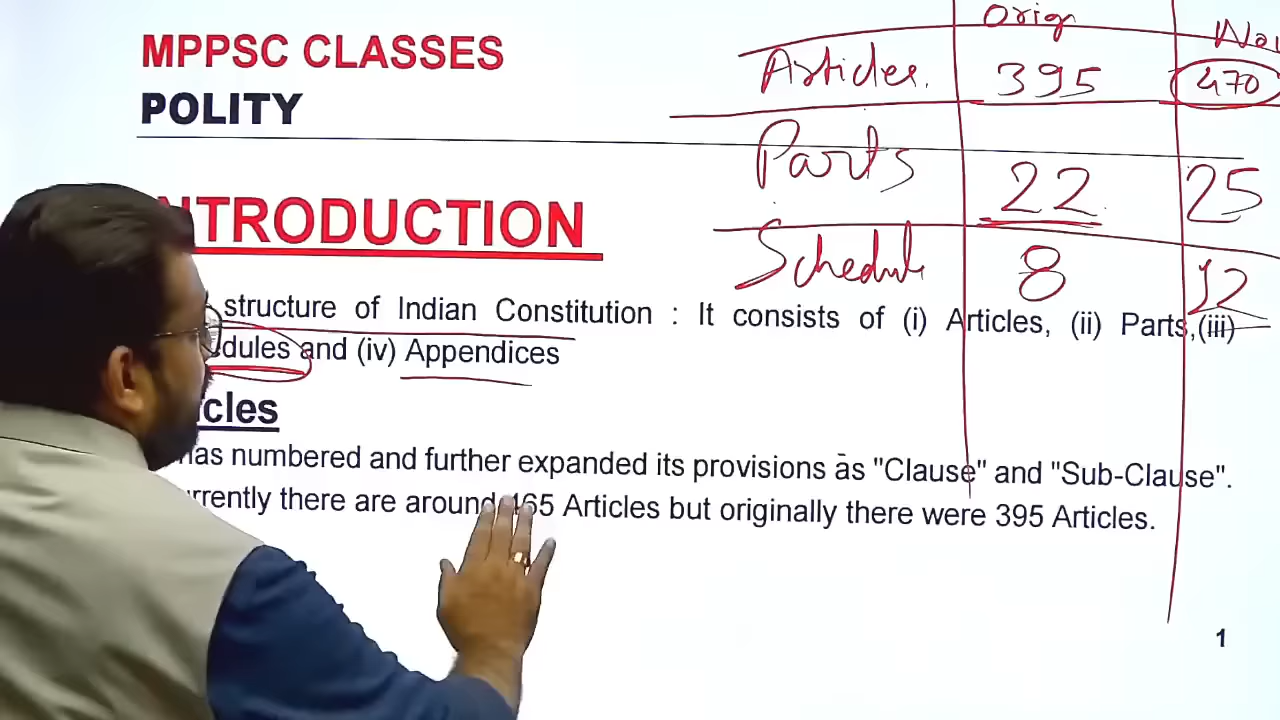 MPPSC CLASSES
POLITY
Orig
Articles. 395 470
Parts 22 25
Schedule 8 12
NTRODUCTION
structure of Indian Constitution : It consists of (i) Articles, (ii) Parts,(iii)
edules and (iv) Appendices
cles
has numbered and further expanded its provisions as "Clause" and "Sub-Clause".
rrently there are around 465 Articles but originally there were 395 Articles.
1